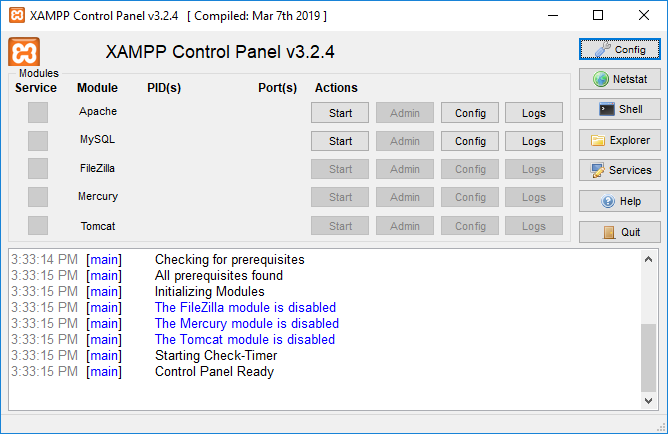 XAMPP Control Panel v3.2.4 [ Compiled: Mar 7th 2019 ]
XAMPP Control Panel v3.2.4
Config
Modules
Service Module PID(s) Port(s) Actions
Netstat
Apache Start Admin Config Logs
Shell
MySQL Start Admin Config Logs
Explorer
FileZilla Start Admin Config Logs
Services
Mercury Start Admin Config Logs
Help
Tomcat Start Admin Config Logs
Quit
3:33:14 PM [main] Checking for prerequisites
3:33:15 PM [main] All prerequisites found
3:33:15 PM [main] Initializing Modules
3:33:15 PM [main] The FileZilla module is disabled
3:33:15 PM [main] The Mercury module is disabled
3:33:15 PM [main] The Tomcat module is disabled
3:33:15 PM [main] Starting Check-Timer
3:33:15 PM [main] Control Panel Ready